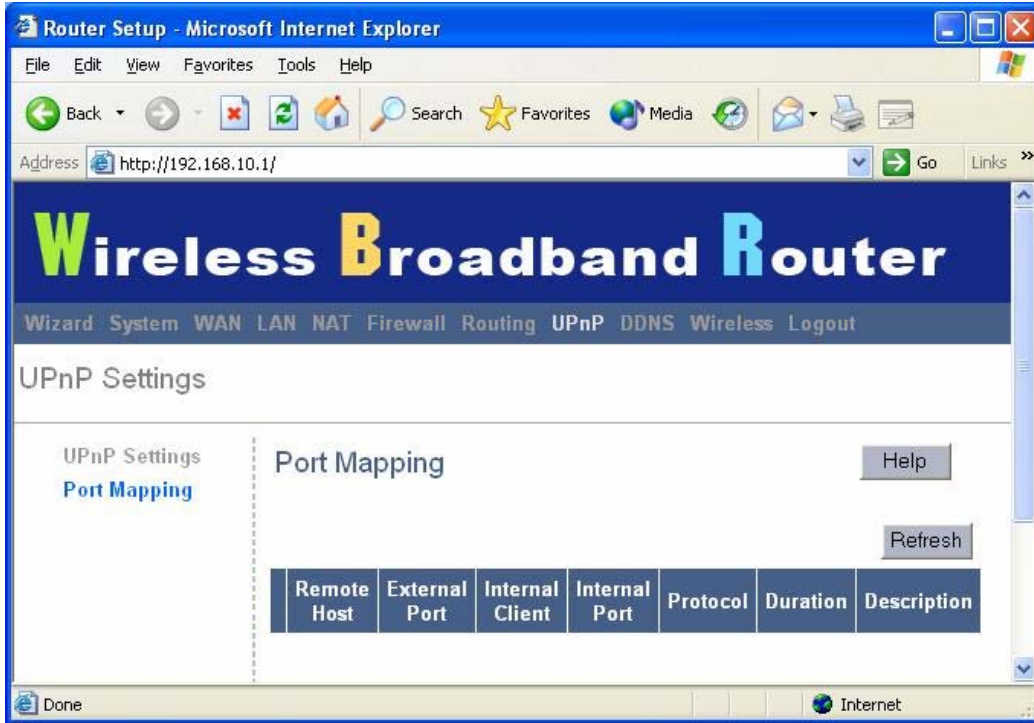 Router Setup - Microsoft Internet Explorer
File Edit View Favorites Tools Help
Back Search Favorites Media
Address http://192.168.10.1/ Go Links »
Wireless Broadband Router
Wizard System WAN LAN NAT Firewall Routing UPnP DDNS Wireless Logout
UPnP Settings
UPnP Settings
Port Mapping
Port Mapping
Help
Refresh
Remote Host External Port Internal Client Internal Port Protocol Duration Description
Done Internet